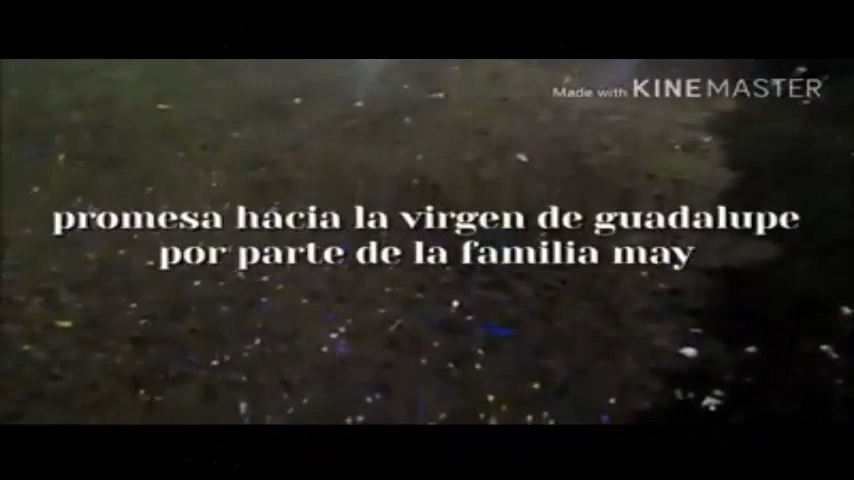 Made with KINEMASTER
promesa hacia la virgen de guadalupe
por parte de la familia may